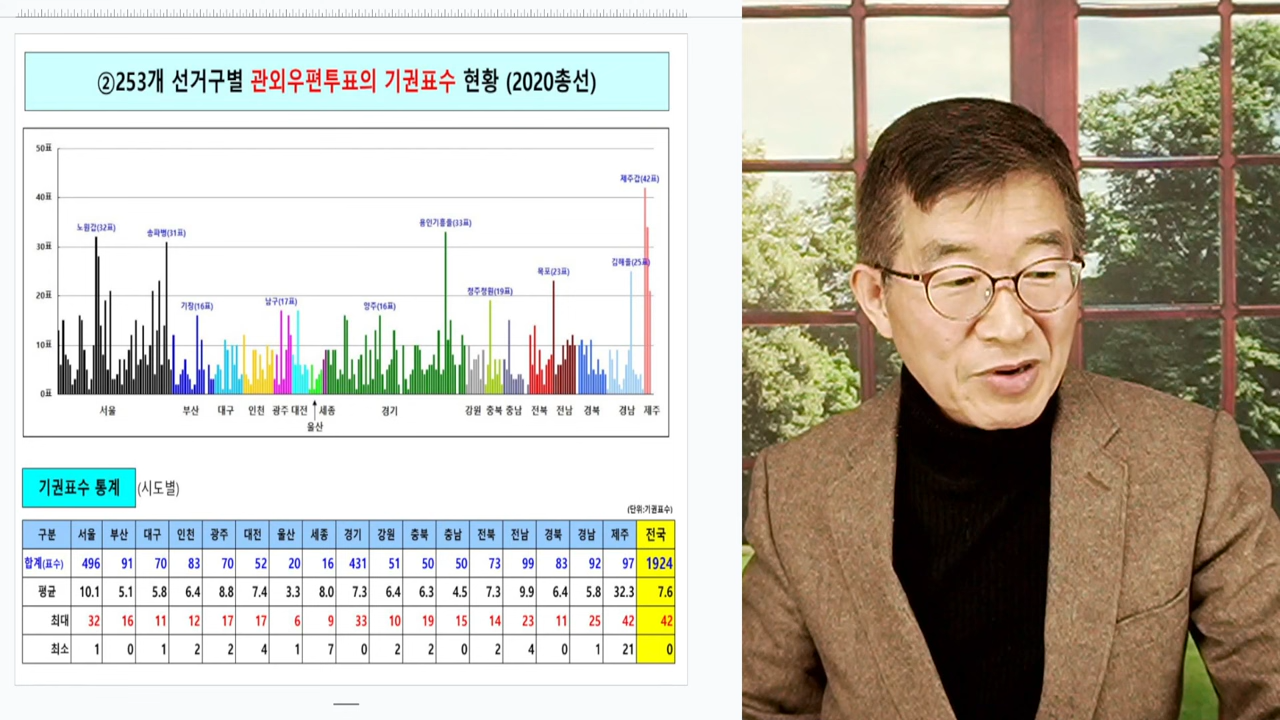 ②253개 선거구별 관외우편투표의 기권표수 현황 (2020총선)
50표
40표
30표
20표
10표
0표
노원갑(32표)
송파병(31표)
기장(16표)
남구(17표)
양주(16표)
용인기흥을(33표)
청주청원(19표)
목포(23표)
김해을(25표)
제주갑(42표)
서울 부산 대구 인천 광주 대전 세종 경기 강원 충북 충남 전북 전남 경북 경남 제주
울산
기권표수 통계 (시도별)
(단위:기권표수)
구분 서울 부산 대구 인천 광주 대전 울산 세종 경기 강원 충북 충남 전북 전남 경북 경남 제주 전국
합계(표수) 496 91 70 83 70 52 20 16 431 51 50 50 73 99 83 92 97 1924
평균 10.1 5.1 5.8 6.4 8.8 7.4 3.3 8.0 7.3 6.4 6.3 4.5 7.3 9.9 6.4 5.8 32.3 7.6
최대 32 16 11 12 17 17 6 9 33 10 19 15 14 23 11 25 42 42
최소 1 0 1 2 2 4 1 7 0 2 2 0 2 4 0 1 21 0